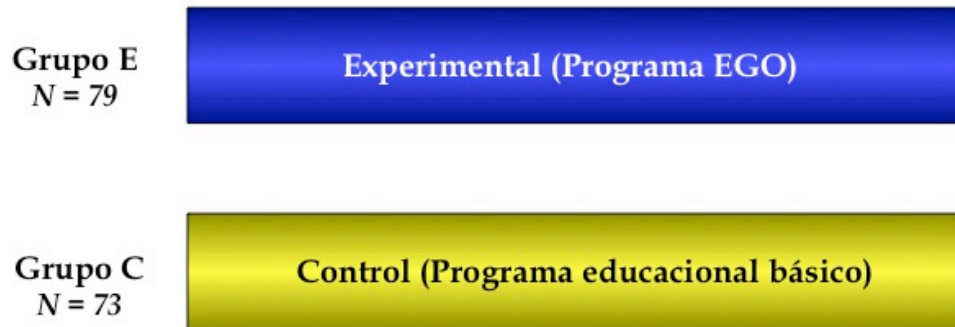 Grupo E
N = 79
Experimental (Programa EGO)
Grupo C
N = 73
Control (Programa educacional básico)